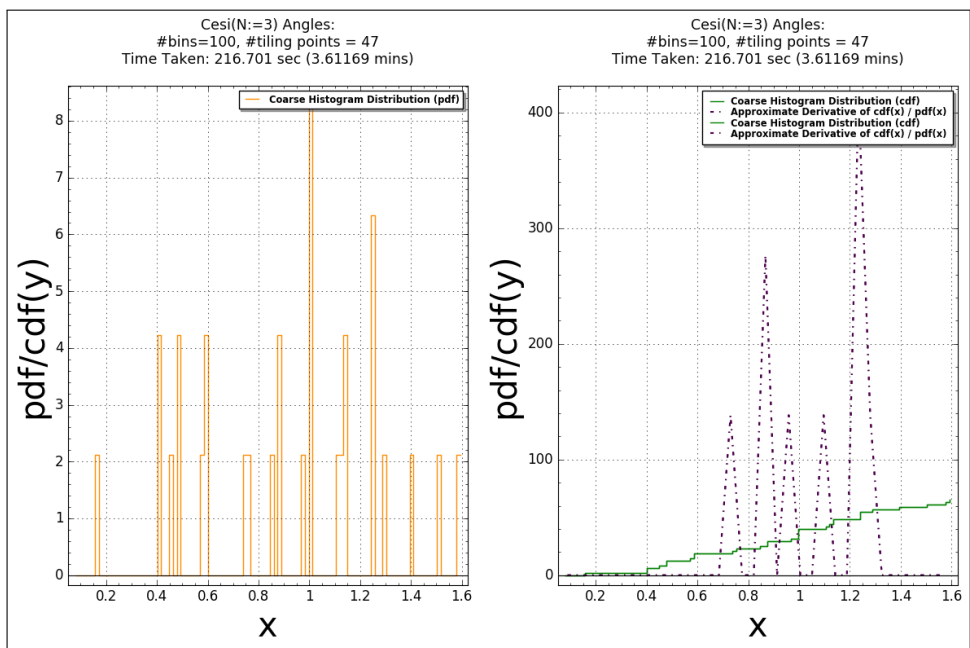 Cesi(N:=3) Angles:
#bins=100, #tiling points = 47
Time Taken: 216.701 sec (3.61169 mins)
Coarse Histogram Distribution (pdf)
8
7
6
5
4
3
2
1
0
pdf/cdf(y)
0.2 0.4 0.6 0.8 1 1.2 1.4 1.6
x
Cesi(N:=3) Angles:
#bins=100, #tiling points = 47
Time Taken: 216.701 sec (3.61169 mins)
Coarse Histogram Distribution (cdf)
Approximate Derivative of cdf(x) / pdf(x)
Coarse Histogram Distribution (cdf)
Approximate Derivative of cdf(x) / pdf(x)
400
300
200
100
0
pdf/cdf(y)
0.2 0.4 0.6 0.8 1 1.2 1.4 1.6
x